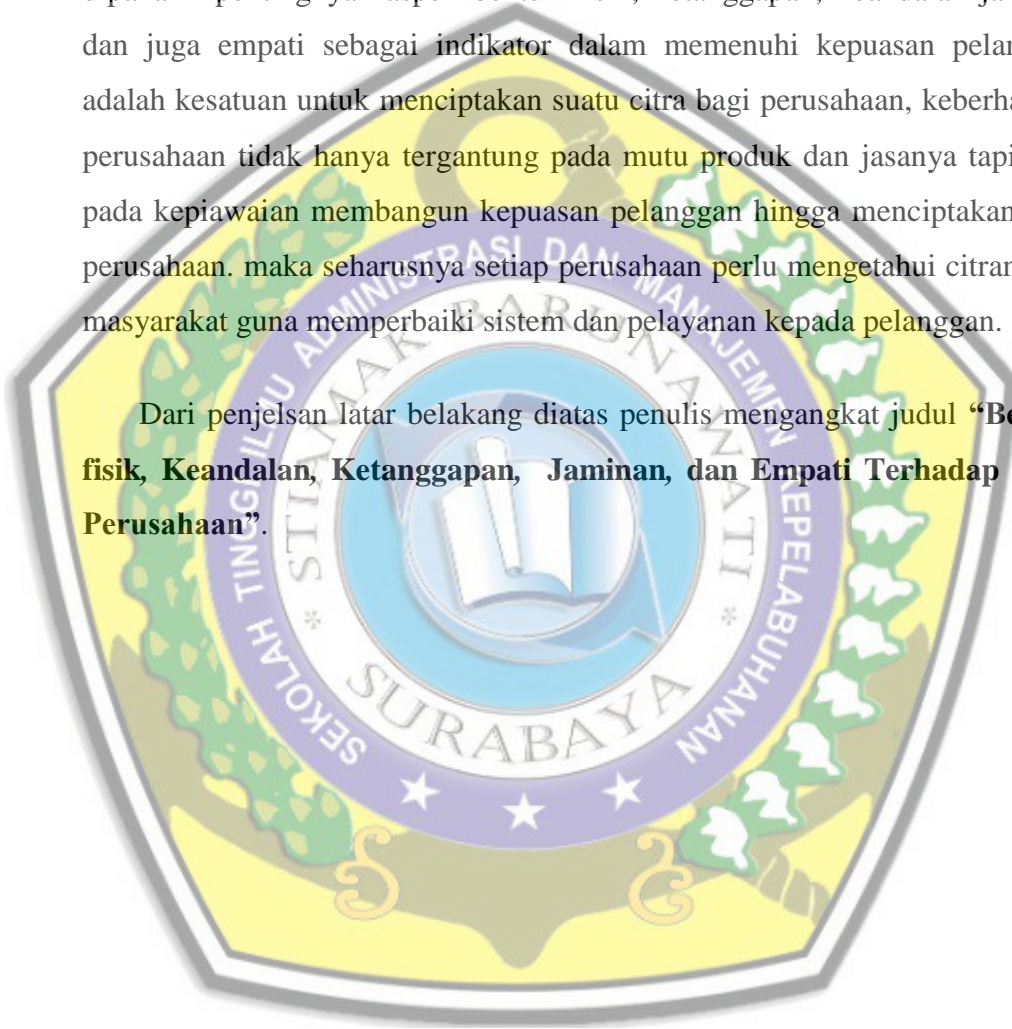 dan juga empati sebagai indikator dalam memenuhi kepuasan pelan
adalah kesatuan untuk menciptakan suatu citra bagi perusahaan, keberha
perusahaan tidak hanya tergantung pada mutu produk dan jasanya tapi
pada kepiawaian membangun kepuasan pelanggan hingga menciptakan
perusahaan. maka seharusnya setiap perusahaan perlu mengetahui citran
masyarakat guna memperbaiki sistem dan pelayanan kepada pelanggan.
Dari penjelsan latar belakang diatas penulis mengangkat judul “Be
fisik, Keandalan, Ketanggapan, Jaminan, dan Empati Terhadap
Perusahaan”.
SEKOLAH TINGGI ILMU ADMINISTRASI DAN MANAJEMEN KEPELABUHANAN
* STIAMAK BARUNAWATI *
SURABAYA